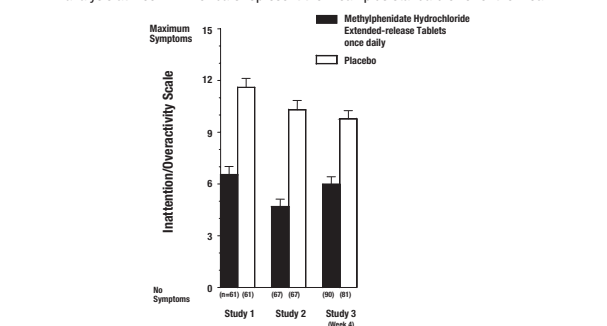 Maximum
Symptoms
15
12
9
6
3
0
No
Symptoms
Inattention/Overactivity Scale
Methylphenidate Hydrochloride
Extended-release Tablets
once daily
Placebo
(n=61) (61) (67) (67) (90) (81)
Study 1 Study 2 Study 3
(Week 4)